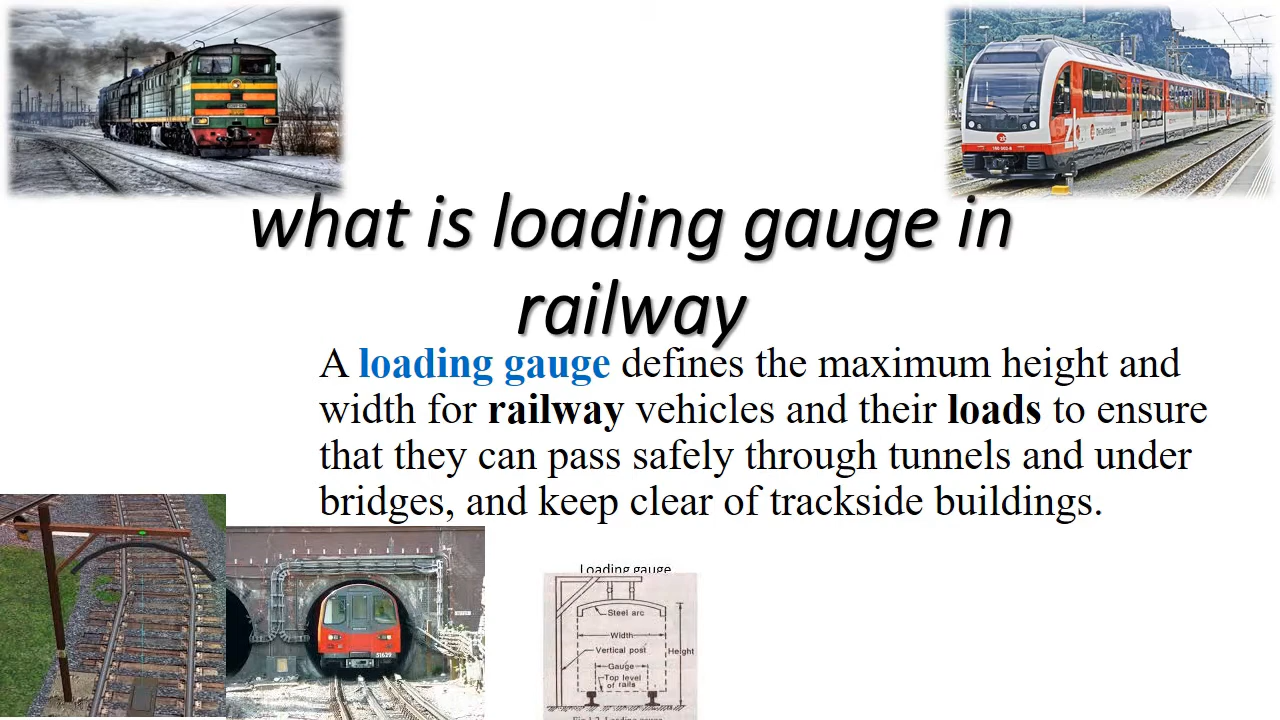 what is loading gauge in
railway
A loading gauge defines the maximum height and
width for railway vehicles and their loads to ensure
that they can pass safely through tunnels and under
bridges, and keep clear of trackside buildings.
Loading gauge
Steel arc
Width
Vertical post
Height
Gauge
Top level
of rails
51639